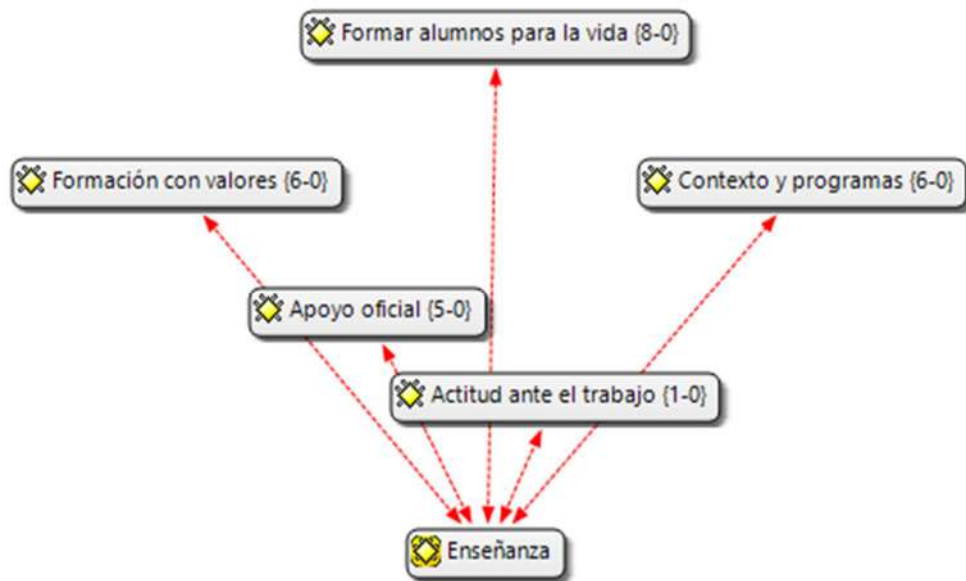 Formar alumnos para la vida {8-0}
Formación con valores {6-0}
Contexto y programas {6-0}
Apoyo oficial {5-0}
Actitud ante el trabajo {1-0}
Enseñanza